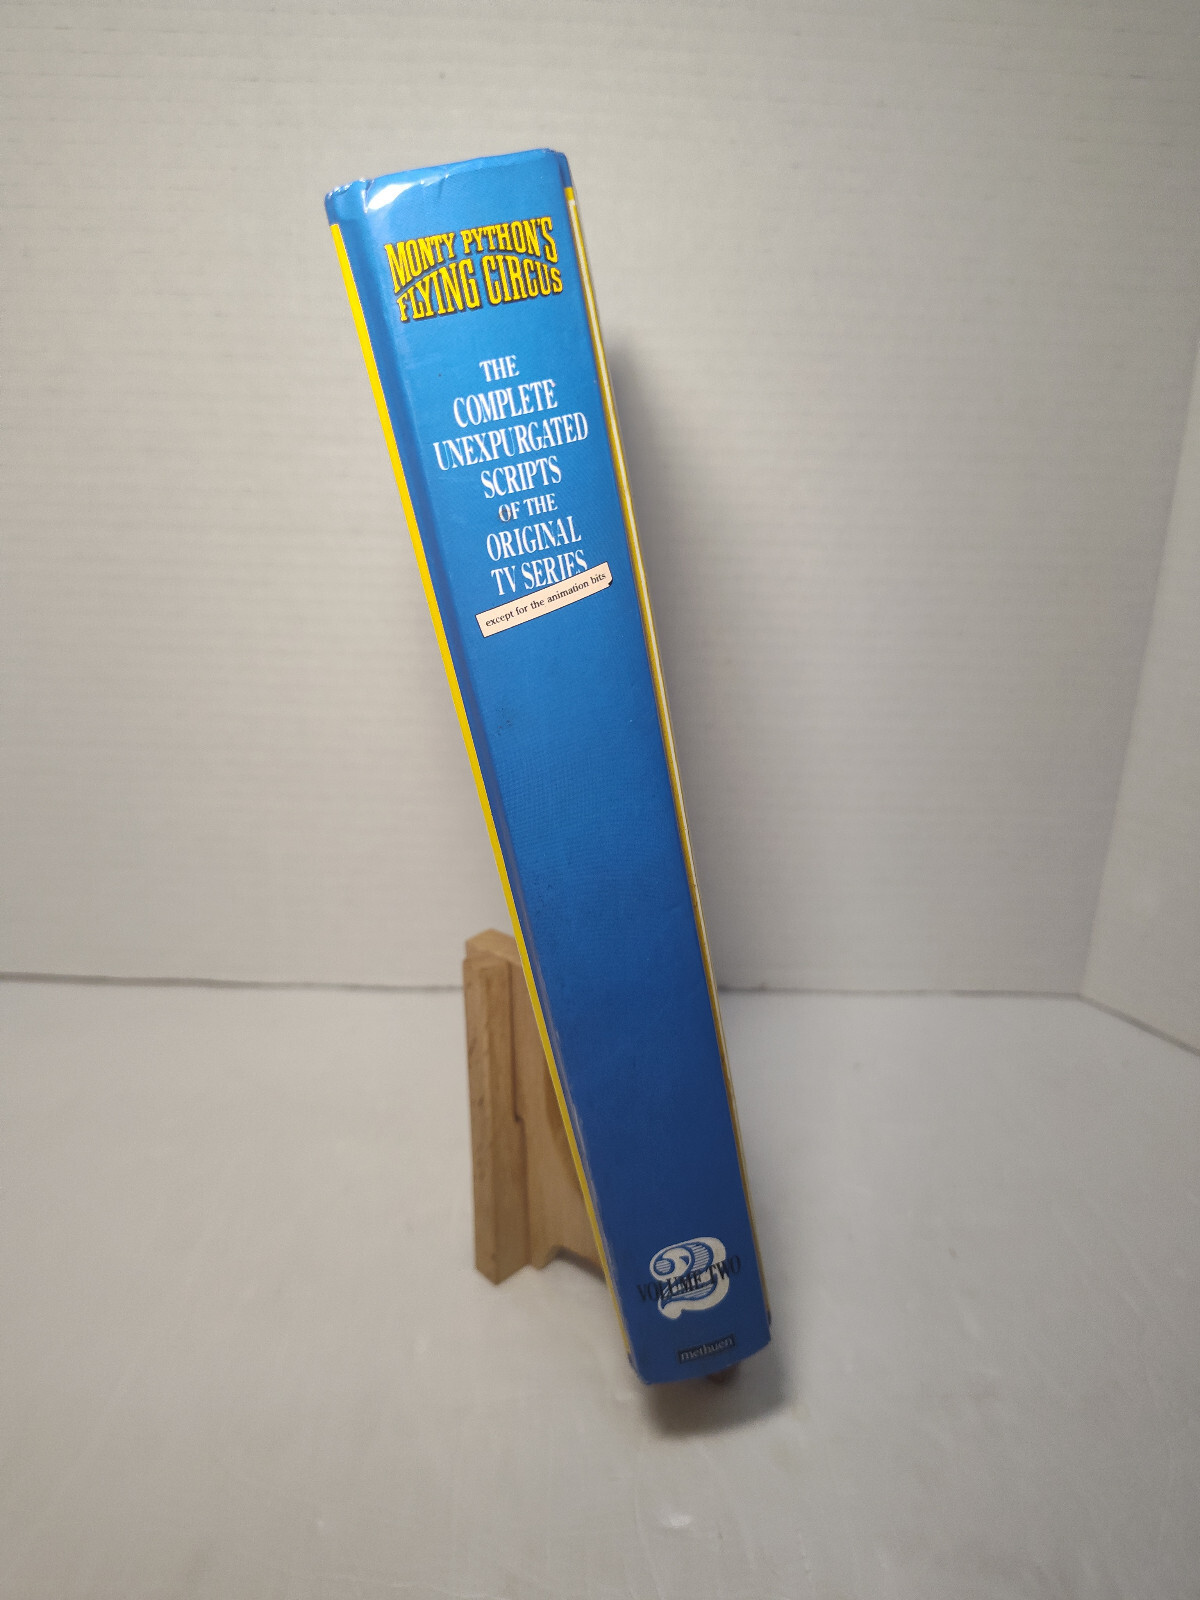 MONTY PYTHON'S
FLYING CIRCUS
THE
COMPLETE
UNEXPURGATED
SCRIPTS
OF THE
ORIGINAL
TV SERIES
except for the animation bits
2
VOLUME TWO
methuen